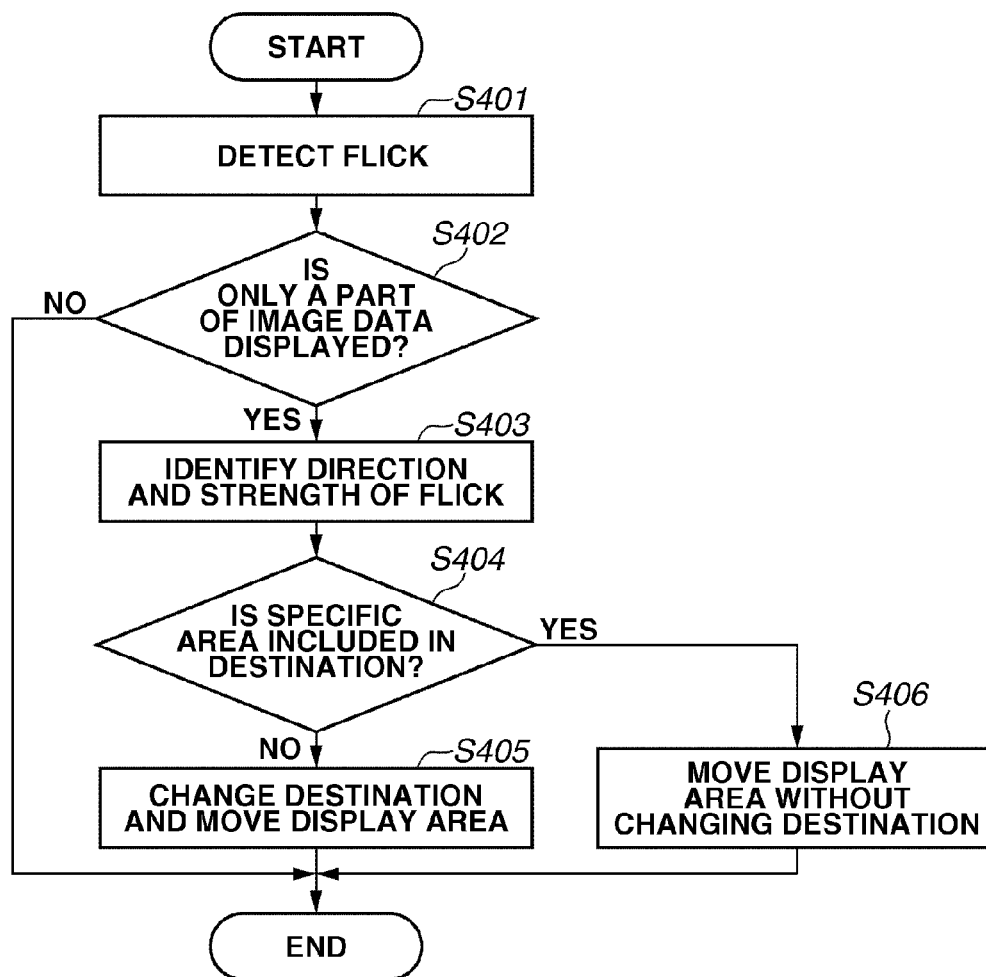 START
S401
DETECT FLICK
S402
IS
ONLY A PART
OF IMAGE DATA
DISPLAYED?
NO
YES
S403
IDENTIFY DIRECTION
AND STRENGTH OF FLICK
S404
IS SPECIFIC
AREA INCLUDED IN
DESTINATION?
YES
NO
S405
CHANGE DESTINATION
AND MOVE DISPLAY AREA
S406
MOVE DISPLAY
AREA WITHOUT
CHANGING DESTINATION
END